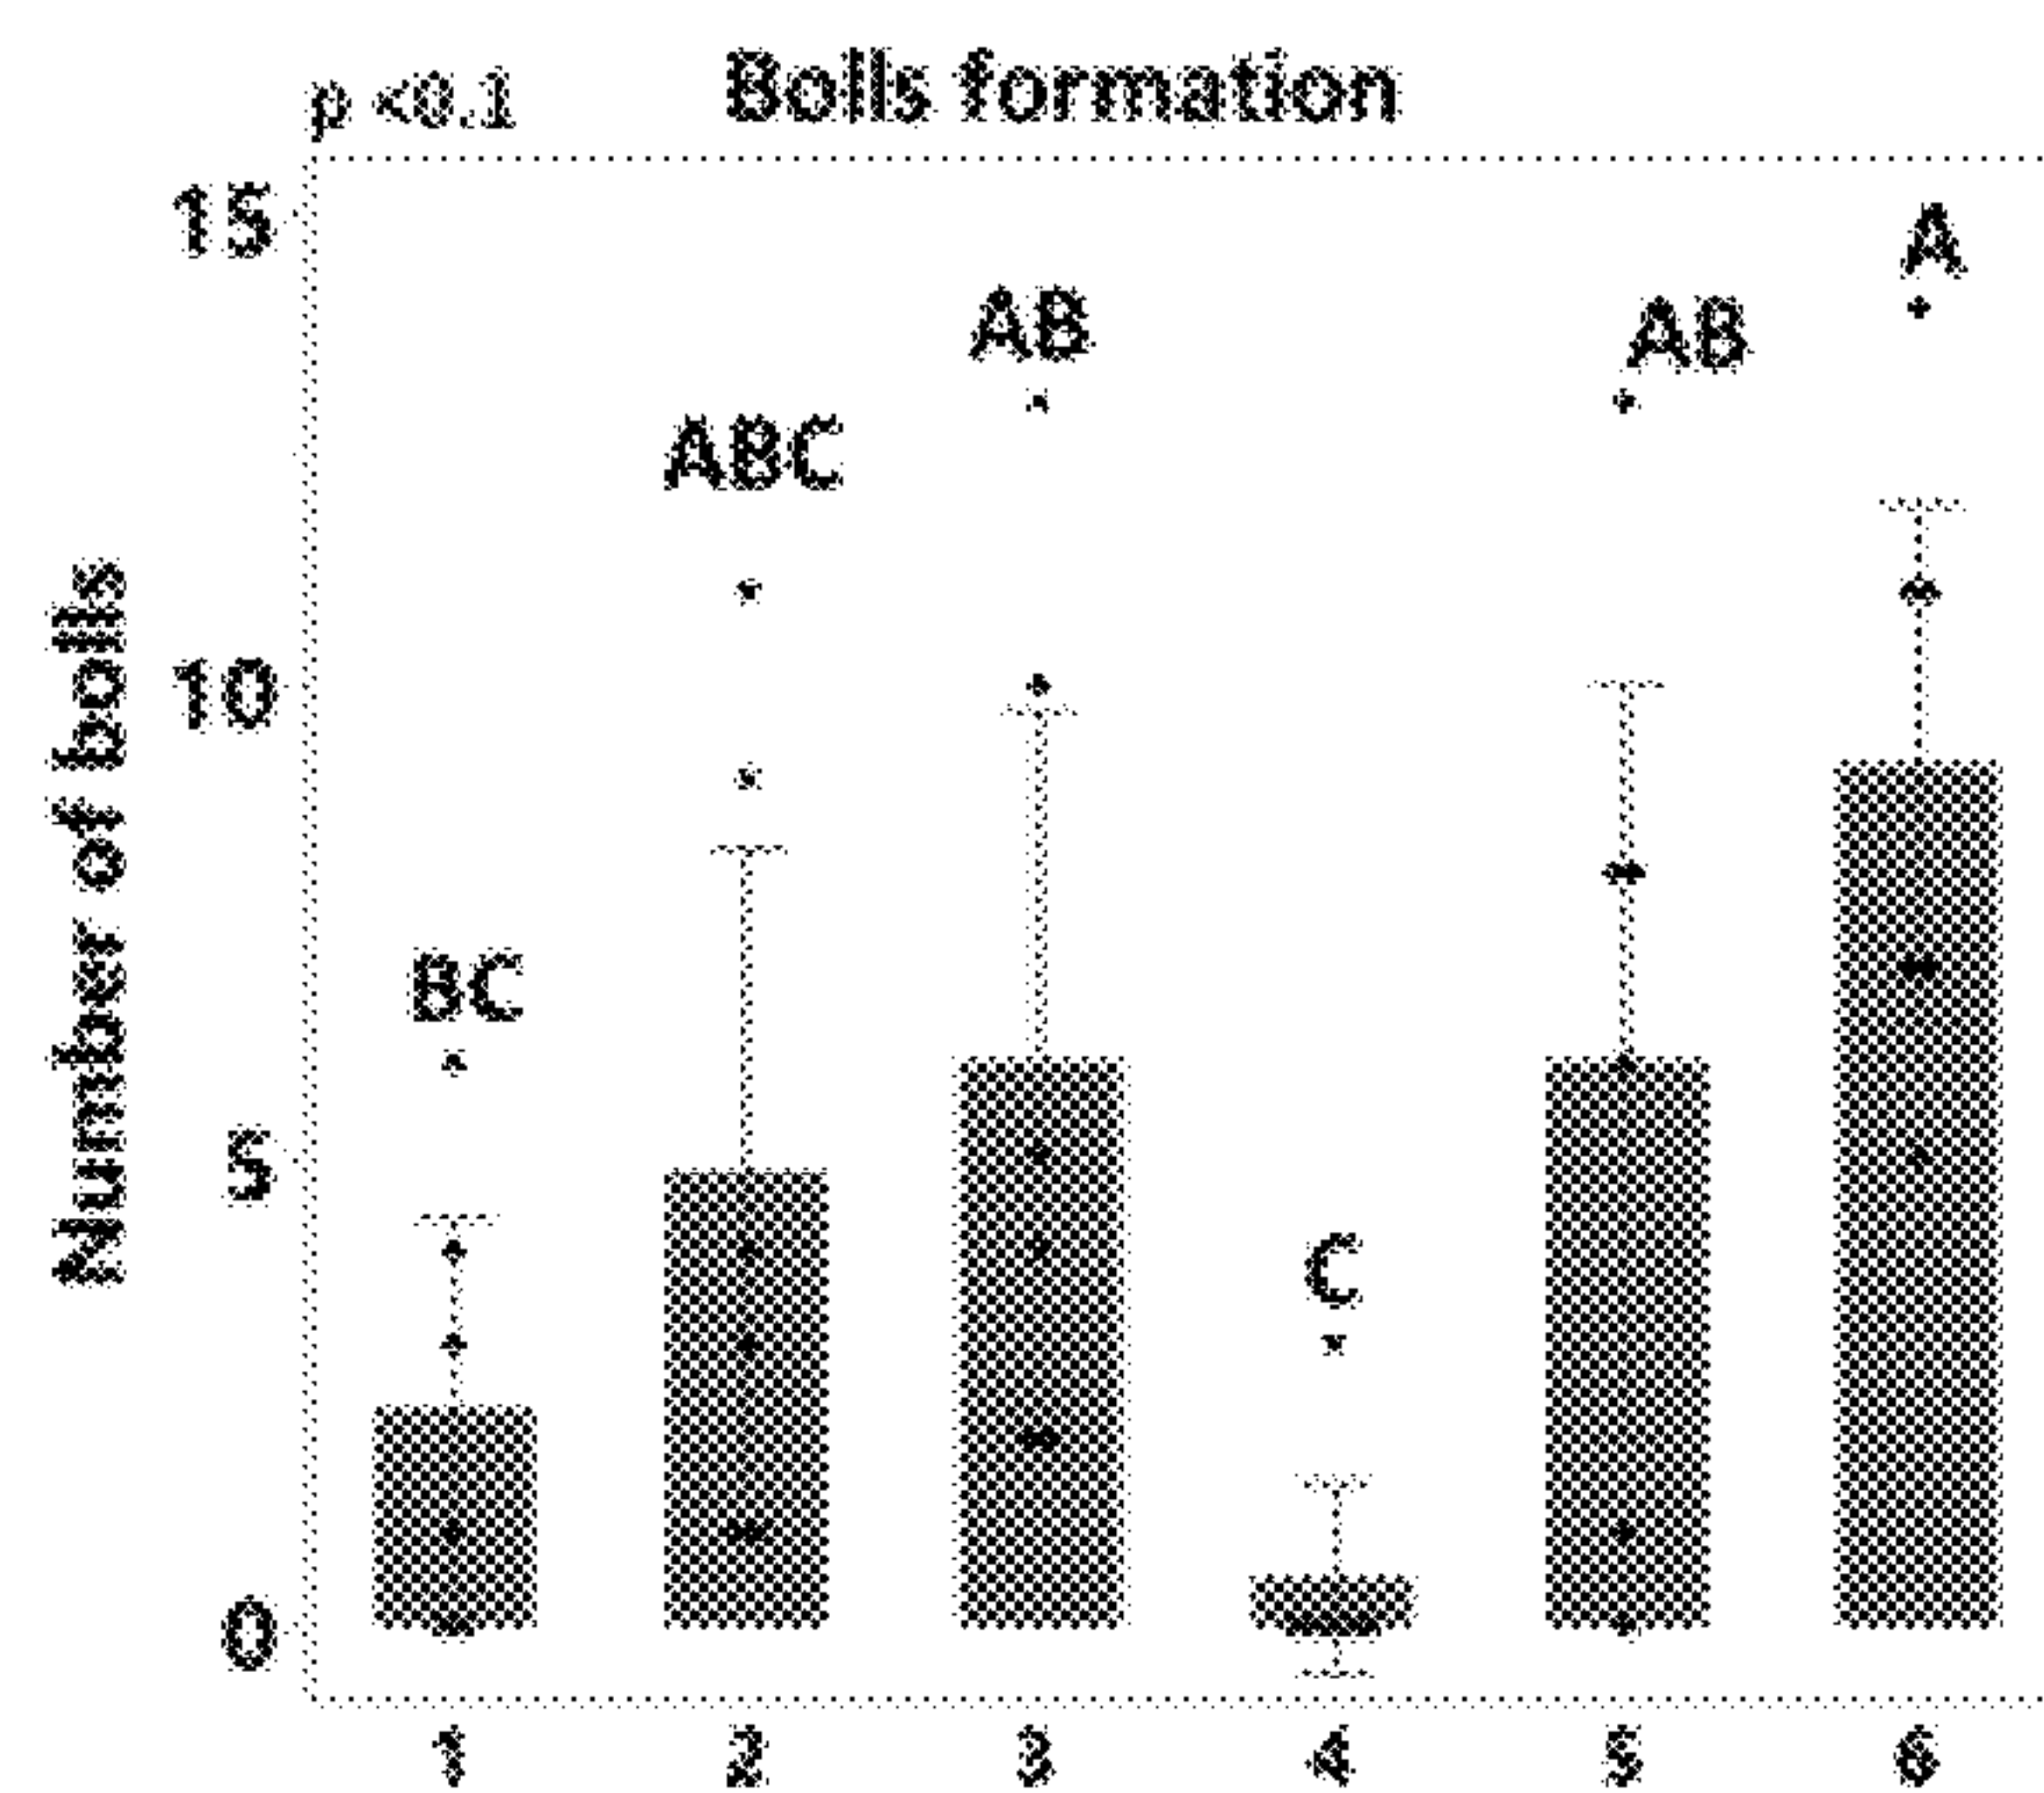 p <0.1
Bolls formation
Number of bolls
15
10
5
0
BC
ABC
AB
C
AB
A
1 2 3 4 5 6